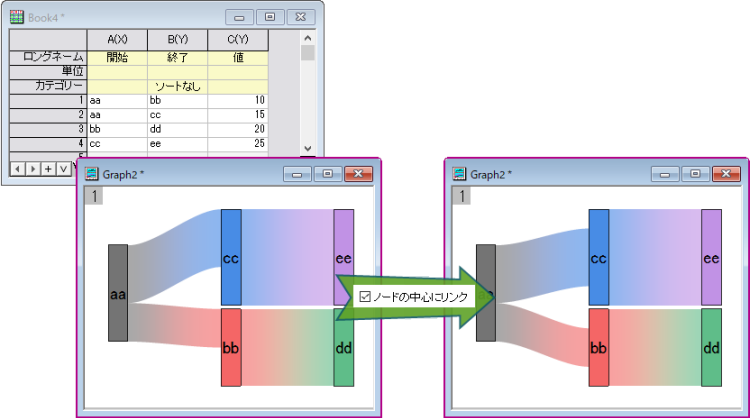 Book4 *
A(X) B(Y) C(Y)
ロングネーム 開始 終了 値
単位
カテゴリー ソートなし
1 aa bb 10
2 aa cc 15
3 bb dd 20
4 cc ee 25
Graph2 *
1
cc ee
aa
bb dd
ノードの中心にリンク
Graph2 *
1
cc ee
bb dd